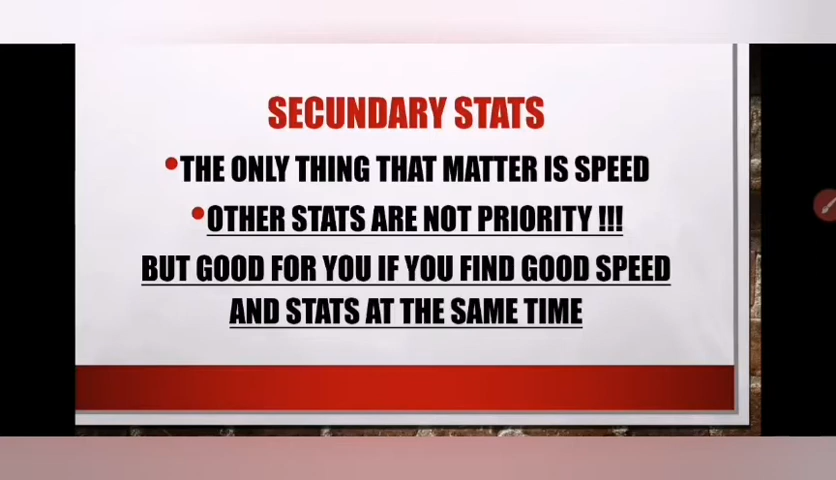 SECUNDARY STATS
•THE ONLY THING THAT MATTER IS SPEED
•OTHER STATS ARE NOT PRIORITY !!!
BUT GOOD FOR YOU IF YOU FIND GOOD SPEED
AND STATS AT THE SAME TIME